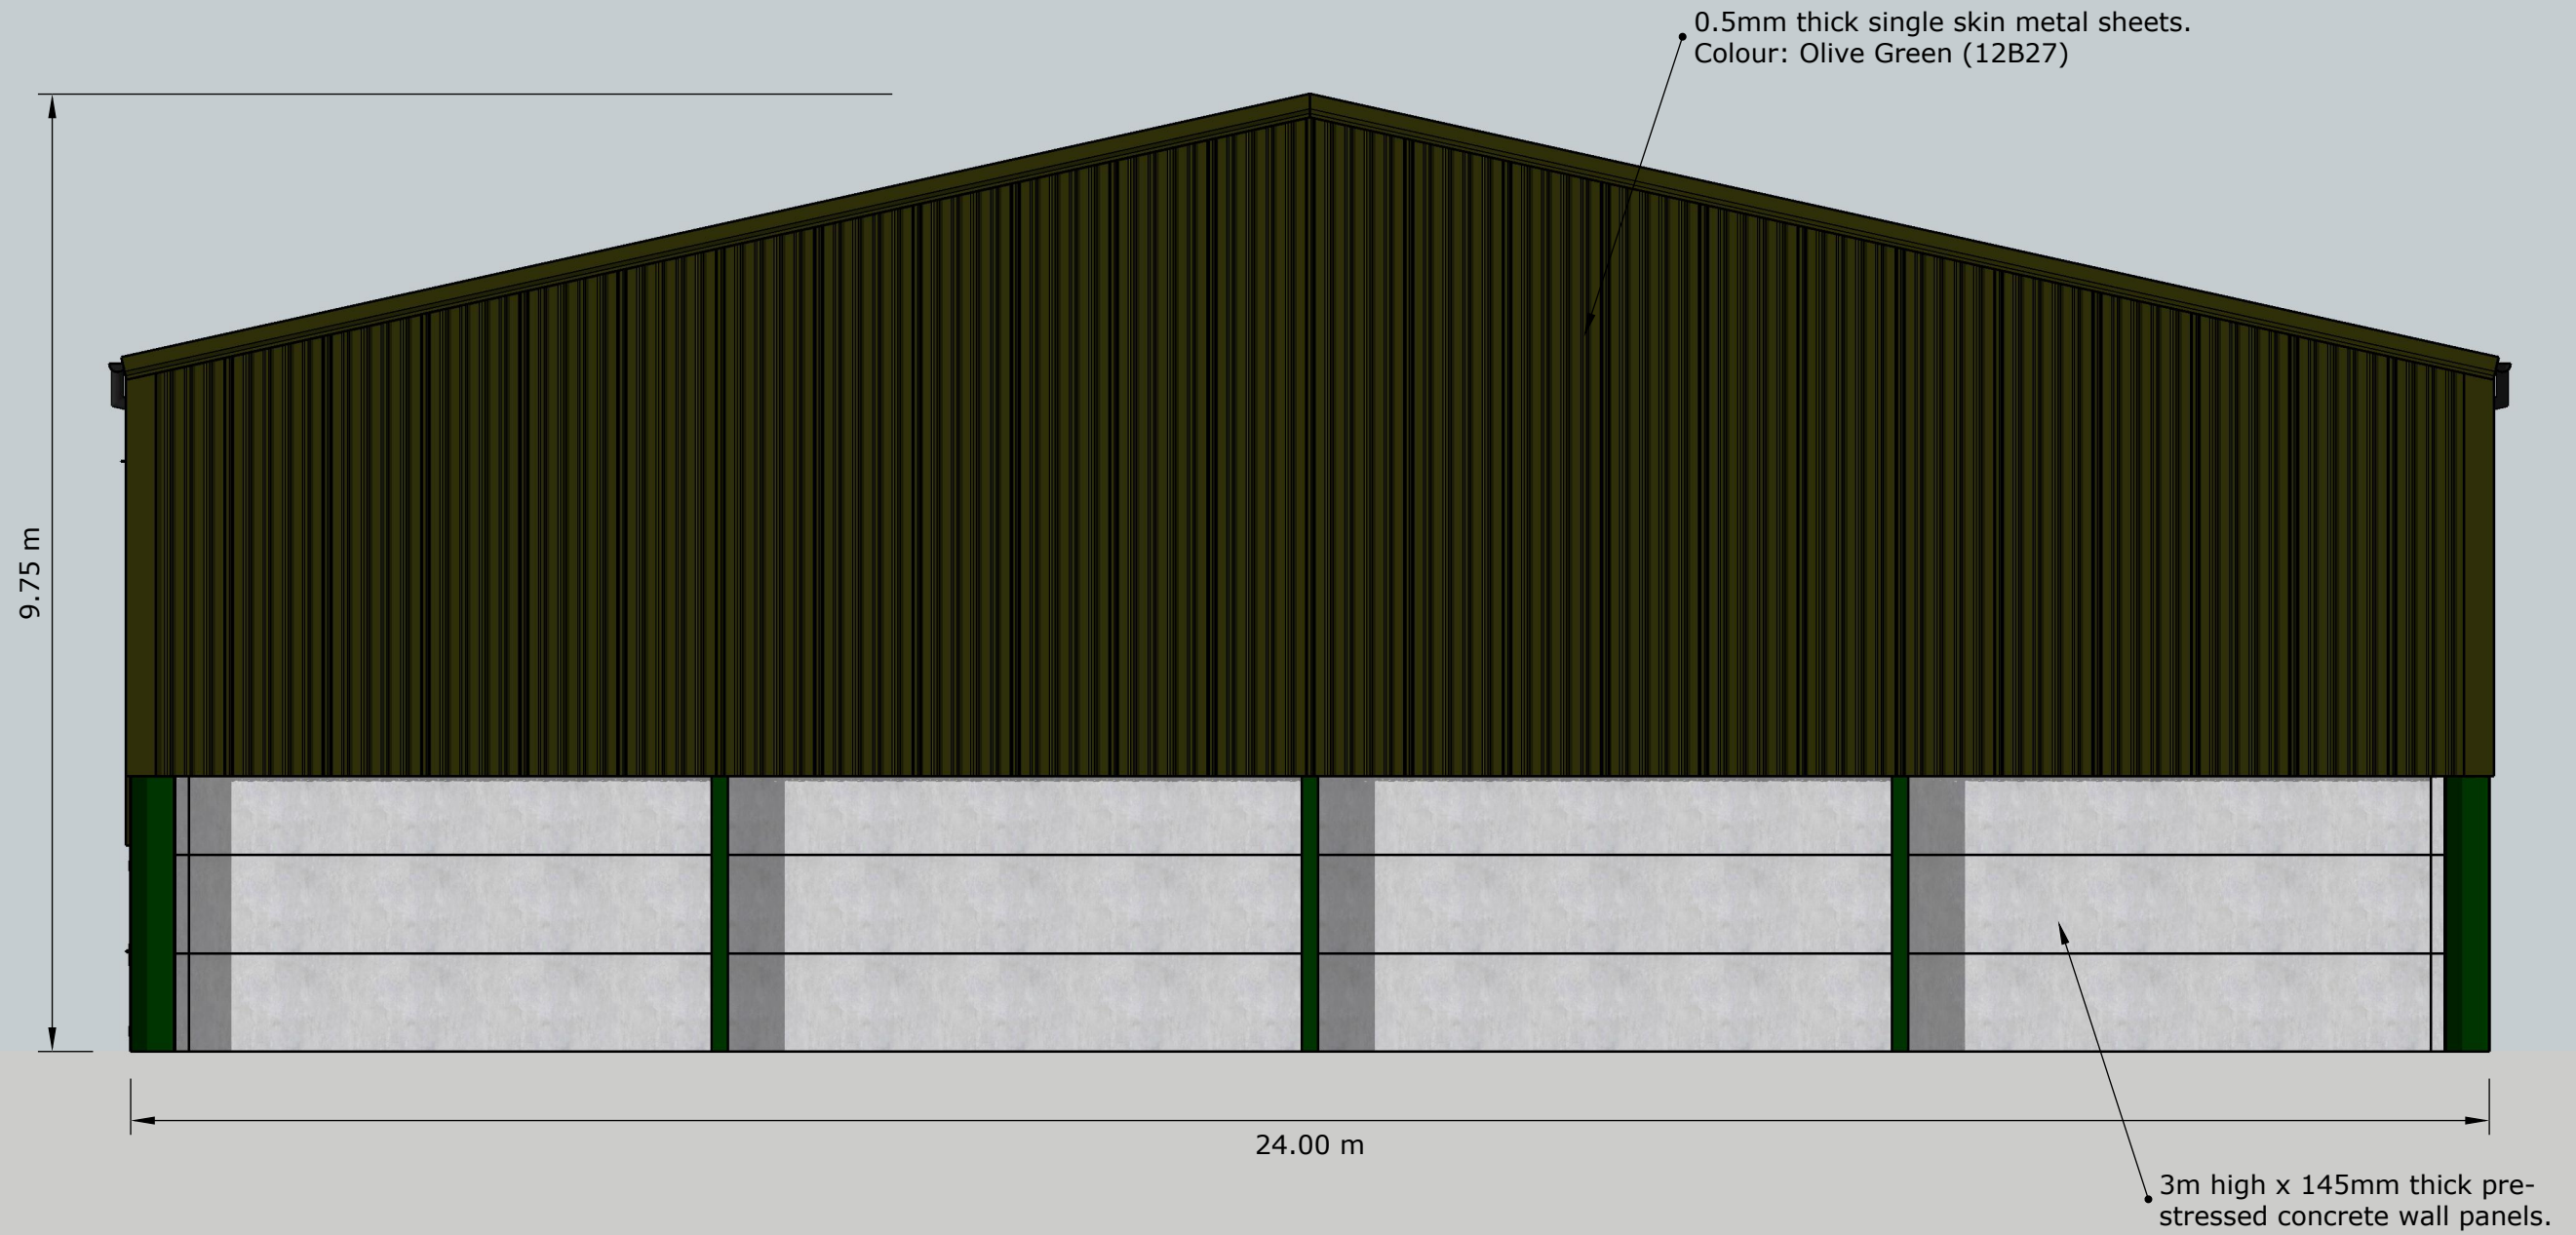 0.5mm thick single skin metal sheets.
Colour: Olive Green (12B27)
9.75 m
24.00 m
3m high x 145mm thick pre-
stressed concrete wall panels.